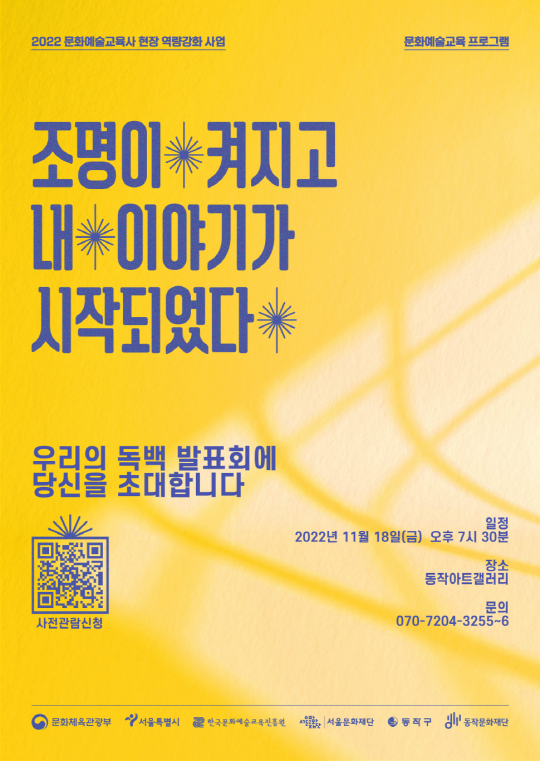 2022 문화예술교육사 현장 역량강화 사업
문화예술교육 프로그램
조명이 켜지고
내 이야기가
시작되었다
우리의 독백 발표회에
당신을 초대합니다
사전관람신청
일정
2022년 11월 18일(금) 오후 7시 30분
장소
동작아트갤러리
문의
070-7204-3255~6
문화체육관광부 서울특별시 한국문화예술교육진흥원 서울문화재단 동작구 동작문화재단